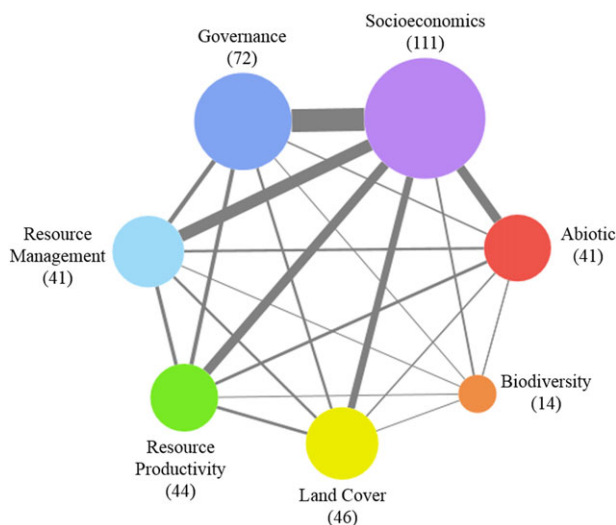 Socioeconomics
(111)
Governance
(72)
Resource
Management
(41)
Abiotic
(41)
Biodiversity
(14)
Resource
Productivity
(44)
Land Cover
(46)